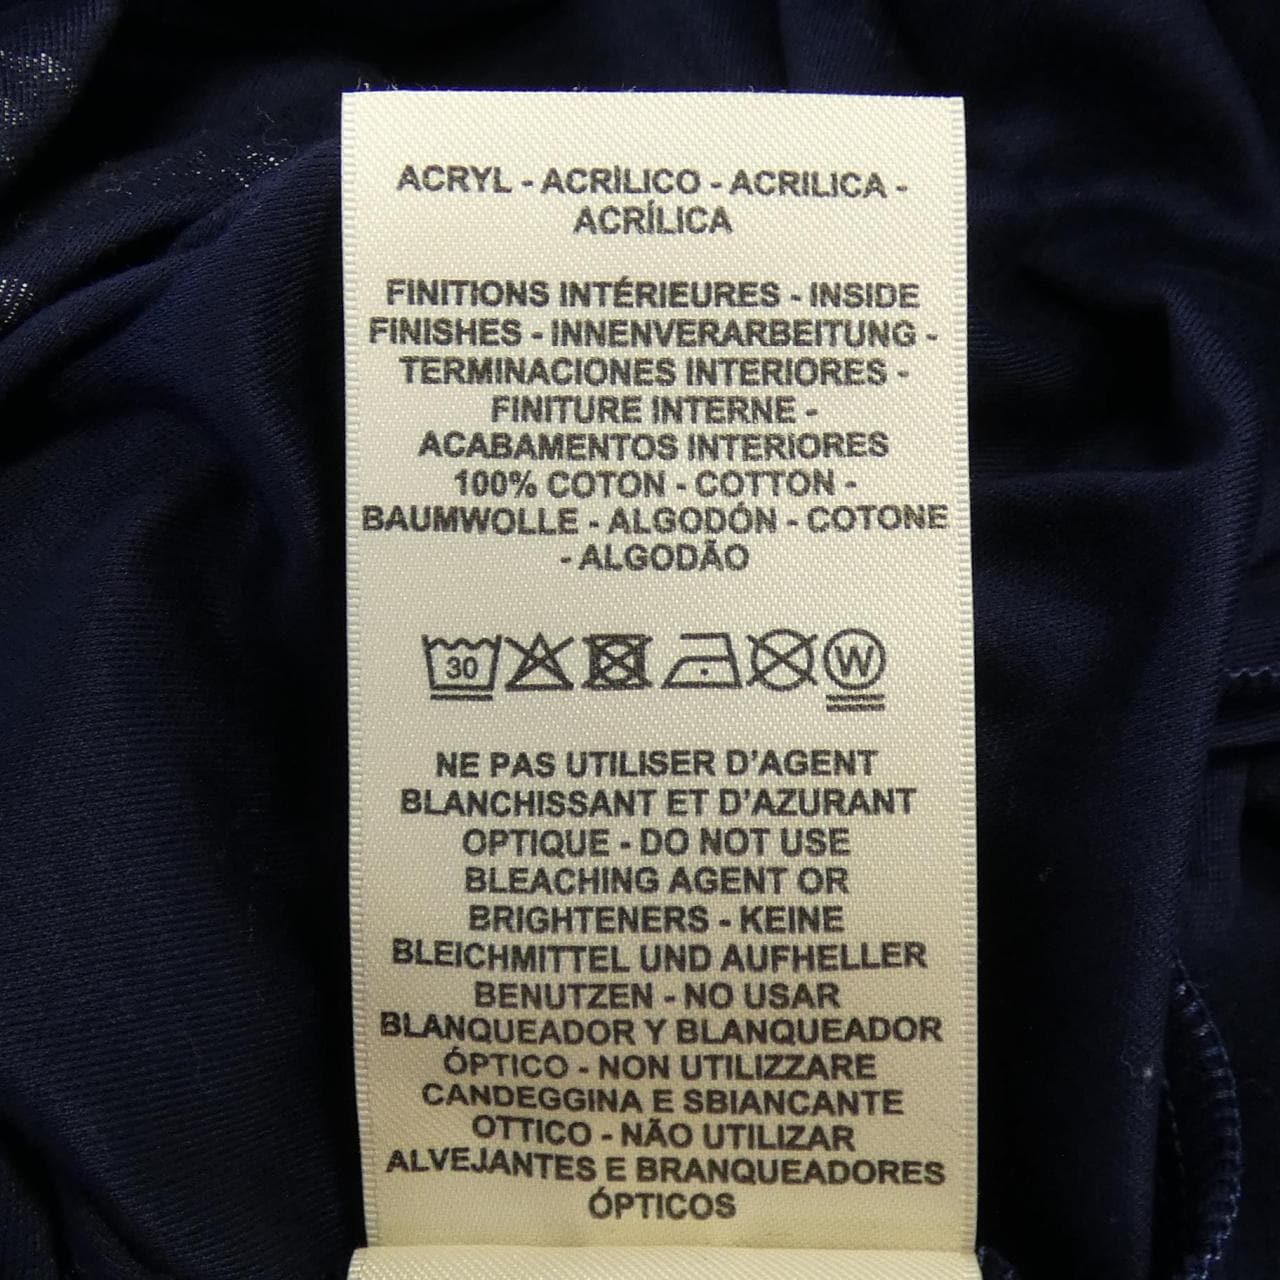 ACRYL - ACRÍLICO - ACRILICA -
ACRÍLICA
FINITIONS INTÉRIEURES - INSIDE
FINISHES - INNENVERARBEITUNG -
TERMINACIONES INTERIORES -
FINITURE INTERNE -
ACABAMENTOS INTERIORES
100% COTON - COTTON -
BAUMWOLLE - ALGODÓN - COTONE
- ALGODÃO
30 W
NE PAS UTILISER D'AGENT
BLANCHISSANT ET D'AZURANT
OPTIQUE - DO NOT USE
BLEACHING AGENT OR
BRIGHTENERS - KEINE
BLEICHMITTEL UND AUFHELLER
BENUTZEN - NO USAR
BLANQUEADOR Y BLANQUEADOR
ÓPTICO - NON UTILIZZARE
CANDEGGINA E SBIANCANTE
OTTICO - NÃO UTILIZAR
ALVEJANTES E BRANQUEADORES
ÓPTICOS